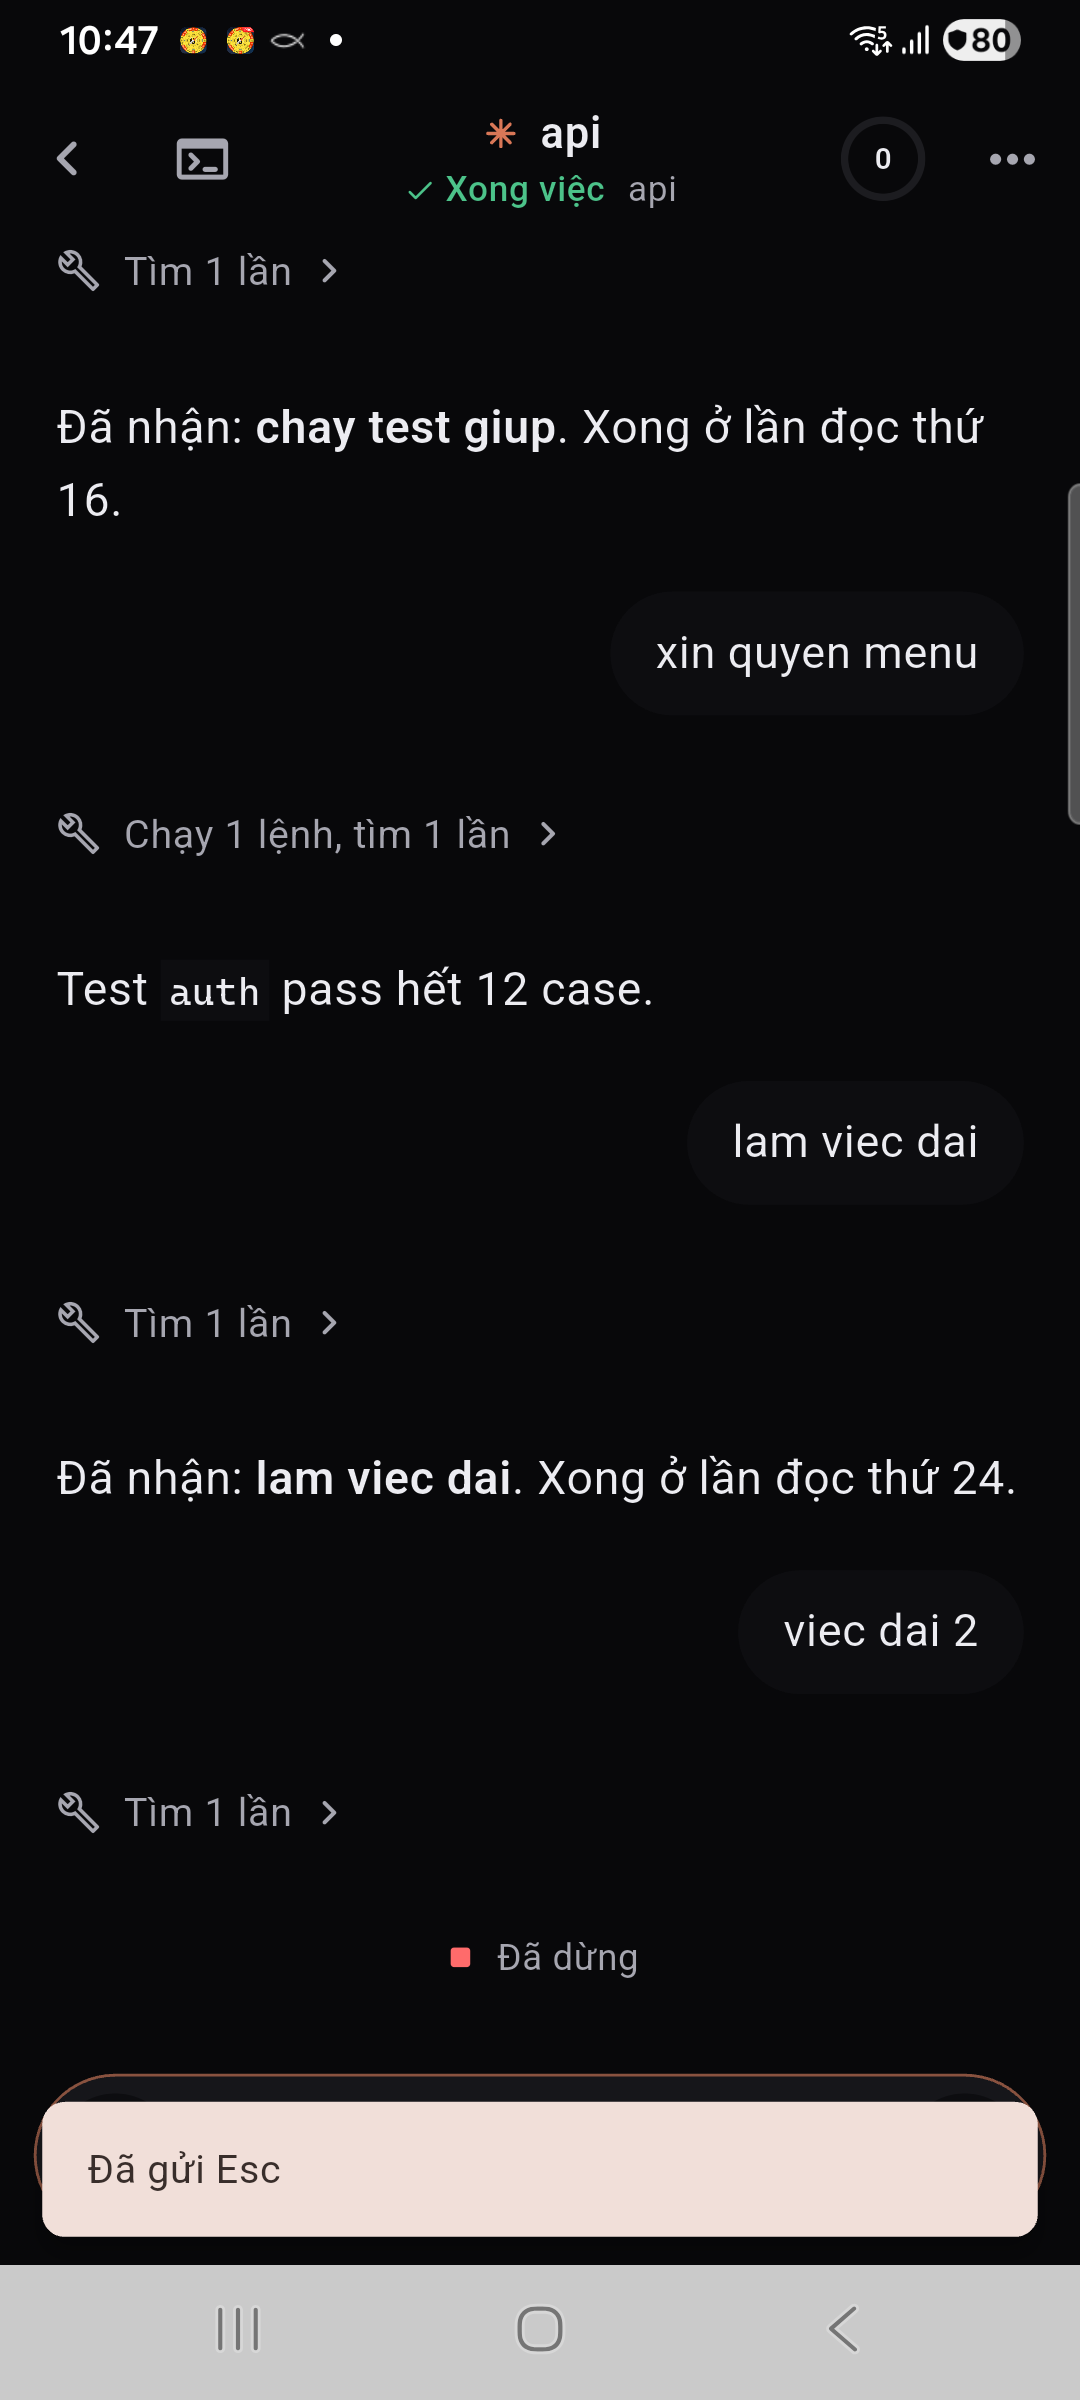 10:47
5
80
api
✓ Xong việc api
0
Tìm 1 lần
Đã nhận: chay test giup. Xong ở lần đọc thứ
16.
xin quyen menu
Chạy 1 lệnh, tìm 1 lần
Test auth pass hết 12 case.
lam viec dai
Tìm 1 lần
Đã nhận: lam viec dai. Xong ở lần đọc thứ 24.
viec dai 2
Tìm 1 lần
Đã dừng
Đã gửi Esc